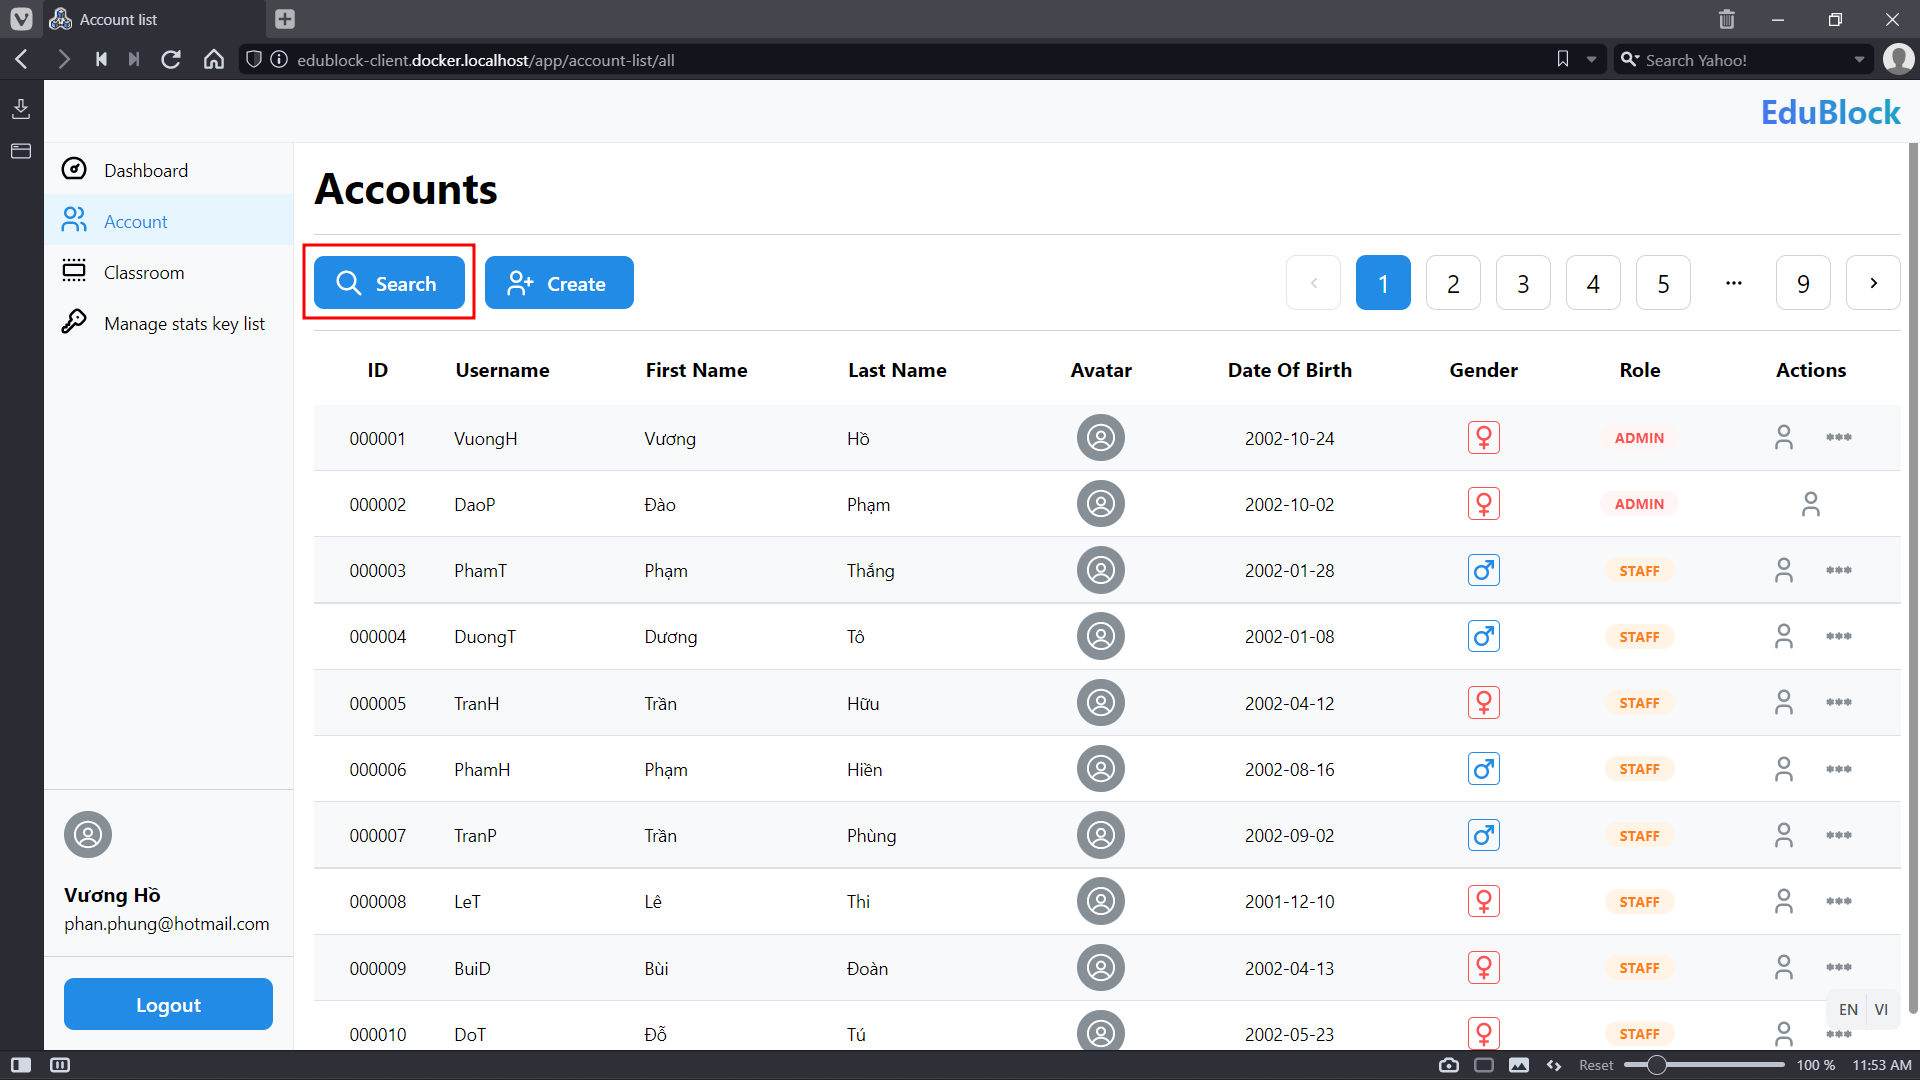 Account list
edublock-client.docker.localhost/app/account-list/all
Search Yahoo!
EduBlock
Dashboard
Account
Classroom
Manage stats key list
Vương Hồ
phan.phung@hotmail.com
Logout
Accounts
Search Create 1 2 3 4 5 ... 9
ID Username First Name Last Name Avatar Date Of Birth Gender Role Actions
000001 VuongH Vương Hồ 2002-10-24 ADMIN
000002 DaoP Đào Phạm 2002-10-02 ADMIN
000003 PhamT Phạm Thắng 2002-01-28 STAFF
000004 DuongT Dương Tô 2002-01-08 STAFF
000005 TranH Trần Hữu 2002-04-12 STAFF
000006 PhamH Phạm Hiền 2002-08-16 STAFF
000007 TranP Trần Phùng 2002-09-02 STAFF
000008 LeT Lê Thi 2001-12-10 STAFF
000009 BuiD Bùi Đoàn 2002-04-13 STAFF
000010 DoT Đỗ Tú 2002-05-23 STAFF
EN VI
Reset 100 % 11:53 AM